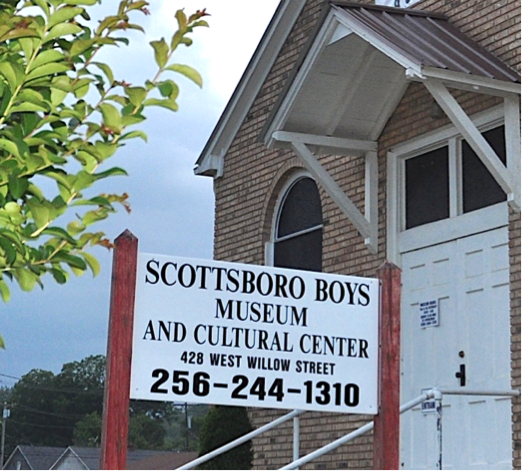 SCOTTSBORO BOYS
MUSEUM
AND CULTURAL CENTER
428 WEST WILLOW STREET
256-244-1310